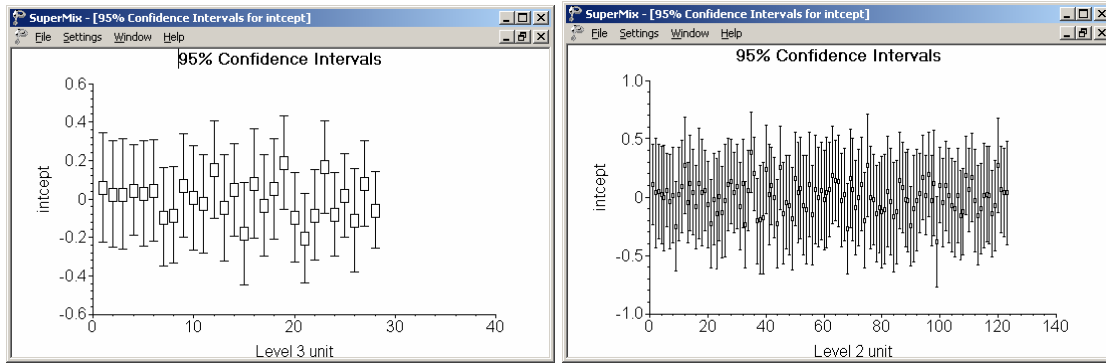 SuperMix - [95% Confidence Intervals for intcept]
File Settings Window Help
95% Confidence Intervals
0.6
0.4
0.2
0
-0.2
-0.4
-0.6
intcept
0 10 20 30 40
Level 3 unit
SuperMix - [95% Confidence Intervals for intcept]
File Settings Window Help
95% Confidence Intervals
1.0
0.5
0
-0.5
-1.0
intcept
0 20 40 60 80 100 120 140
Level 2 unit